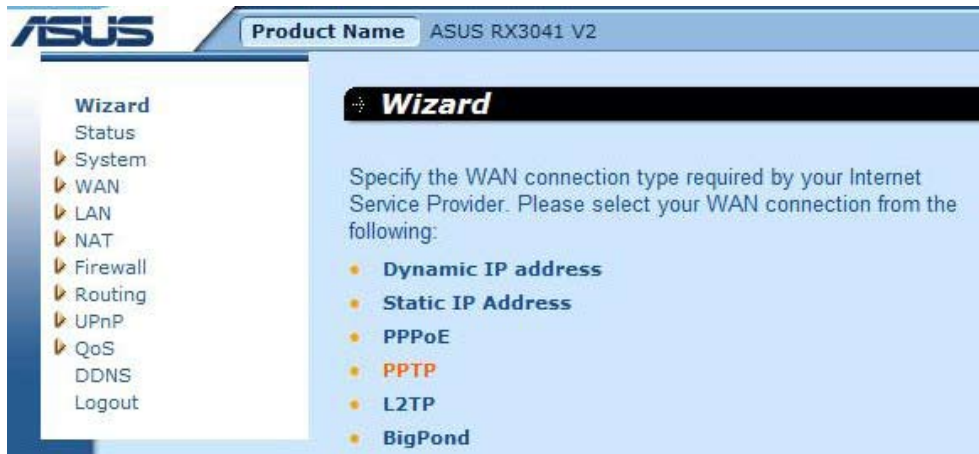 ASUS
Product Name ASUS RX3041 V2
Wizard
Status
System
WAN
LAN
NAT
Firewall
Routing
UPnP
QoS
DDNS
Logout
Wizard
Specify the WAN connection type required by your Internet
Service Provider. Please select your WAN connection from the
following:
Dynamic IP address
Static IP Address
PPPoE
PPTP
L2TP
BigPond